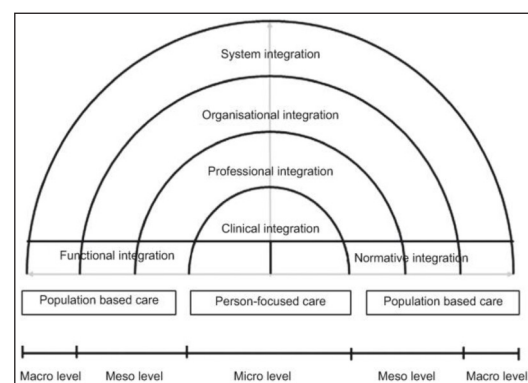 System integration
Organisational integration
Professional integration
Clinical integration
Functional integration
Normative integration
Population based care
Person-focused care
Population based care
Macro level
Meso level
Micro level
Meso level
Macro level